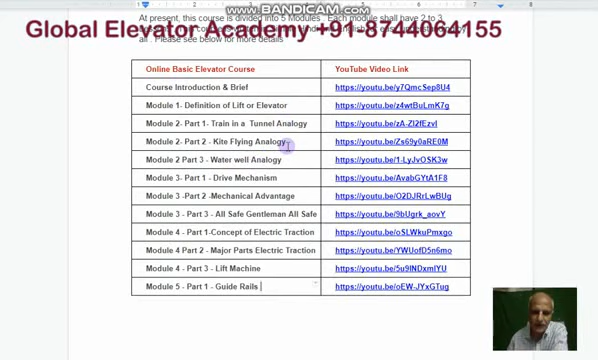 www.BANDICAM.com
At present, this course is divided into 5 Modules . Each module shall have 2 to 3
Global Elevator Academy +91-8744064155
all . Please see below for more details
Online Basic Elevator Course YouTube Video Link
Course Introduction & Brief https://youtu.be/y7QmcSep8U4
Module 1- Definition of Lift or Elevator https://youtu.be/z4wtBuLmK7g
Module 2- Part 1- Train in a Tunnel Analogy https://youtu.be/zA-Zl2fEzvI
Module 2- Part 2 - Kite Flying Analogy https://youtu.be/Zs69y0aRE0M
Module 2 Part 3 - Water well Analogy https://youtu.be/1-LyJvOSK3w
Module 3- Part 1 - Drive Mechanism https://youtu.be/AvabGYtA1F8
Module 3 -Part 2 -Mechanical Advantage https://youtu.be/O2DJRrLwBUg
Module 3 - Part 3 - All Safe Gentleman All Safe https://youtu.be/9bUgrk_aovY
Module 4 - Part 1-Concept of Electric Traction https://youtu.be/oSLWkuPmxgo
Module 4 Part 2 - Major Parts Electric Traction https://youtu.be/YWUofD5n6mo
Module 4 - Part 3 - Lift Machine https://youtu.be/5u9lNDxmIYU
Module 5 - Part 1 - Guide Rails https://youtu.be/oEW-JYxGTug